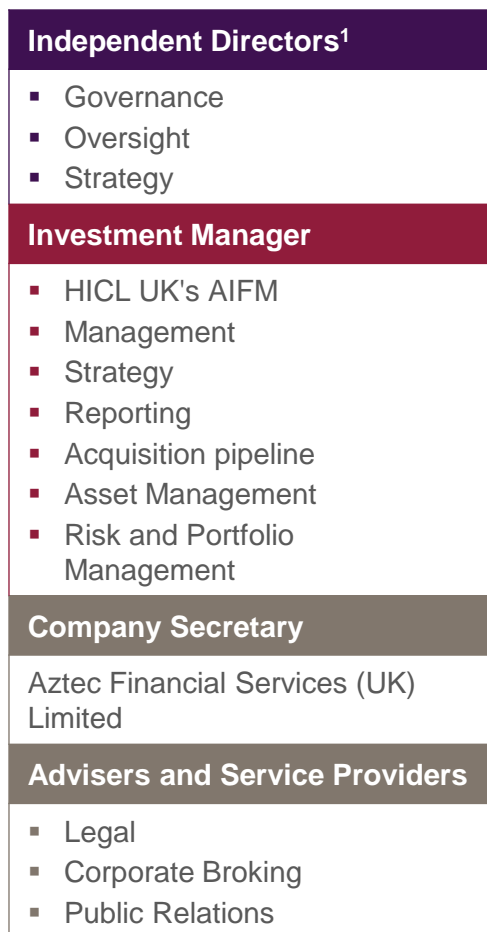 Independent Directors¹
▪ Governance
▪ Oversight
▪ Strategy
Investment Manager
▪ HICL UK's AIFM
▪ Management
▪ Strategy
▪ Reporting
▪ Acquisition pipeline
▪ Asset Management
▪ Risk and Portfolio
Management
Company Secretary
Aztec Financial Services (UK)
Limited
Advisers and Service Providers
▪ Legal
▪ Corporate Broking
▪ Public Relations